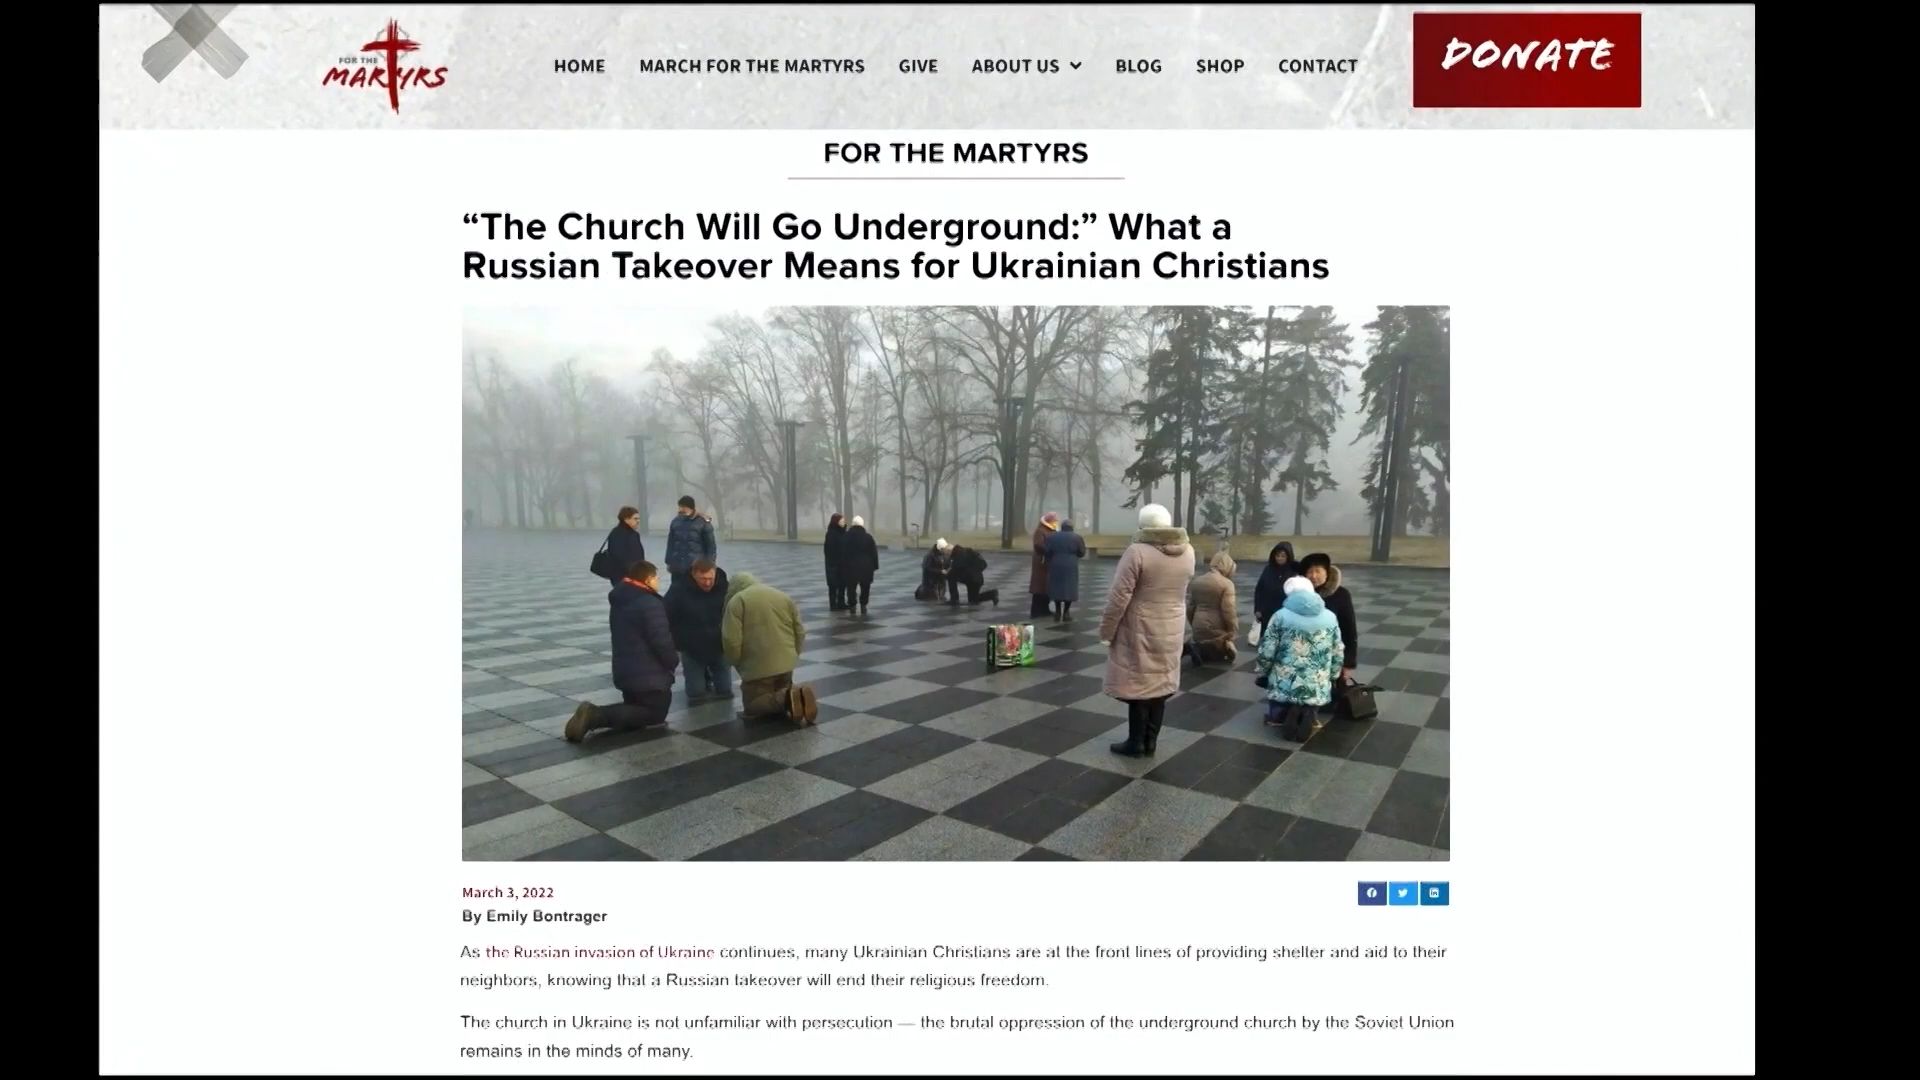 FOR THE
MARTYRS
HOME MARCH FOR THE MARTYRS GIVE ABOUT US BLOG SHOP CONTACT
DONATE
FOR THE MARTYRS
“The Church Will Go Underground:” What a
Russian Takeover Means for Ukrainian Christians
March 3, 2022
By Emily Bontrager
As the Russian invasion of Ukraine continues, many Ukrainian Christians are at the front lines of providing shelter and aid to their
neighbors, knowing that a Russian takeover will end their religious freedom.
The church in Ukraine is not unfamiliar with persecution — the brutal oppression of the underground church by the Soviet Union
remains in the minds of many.